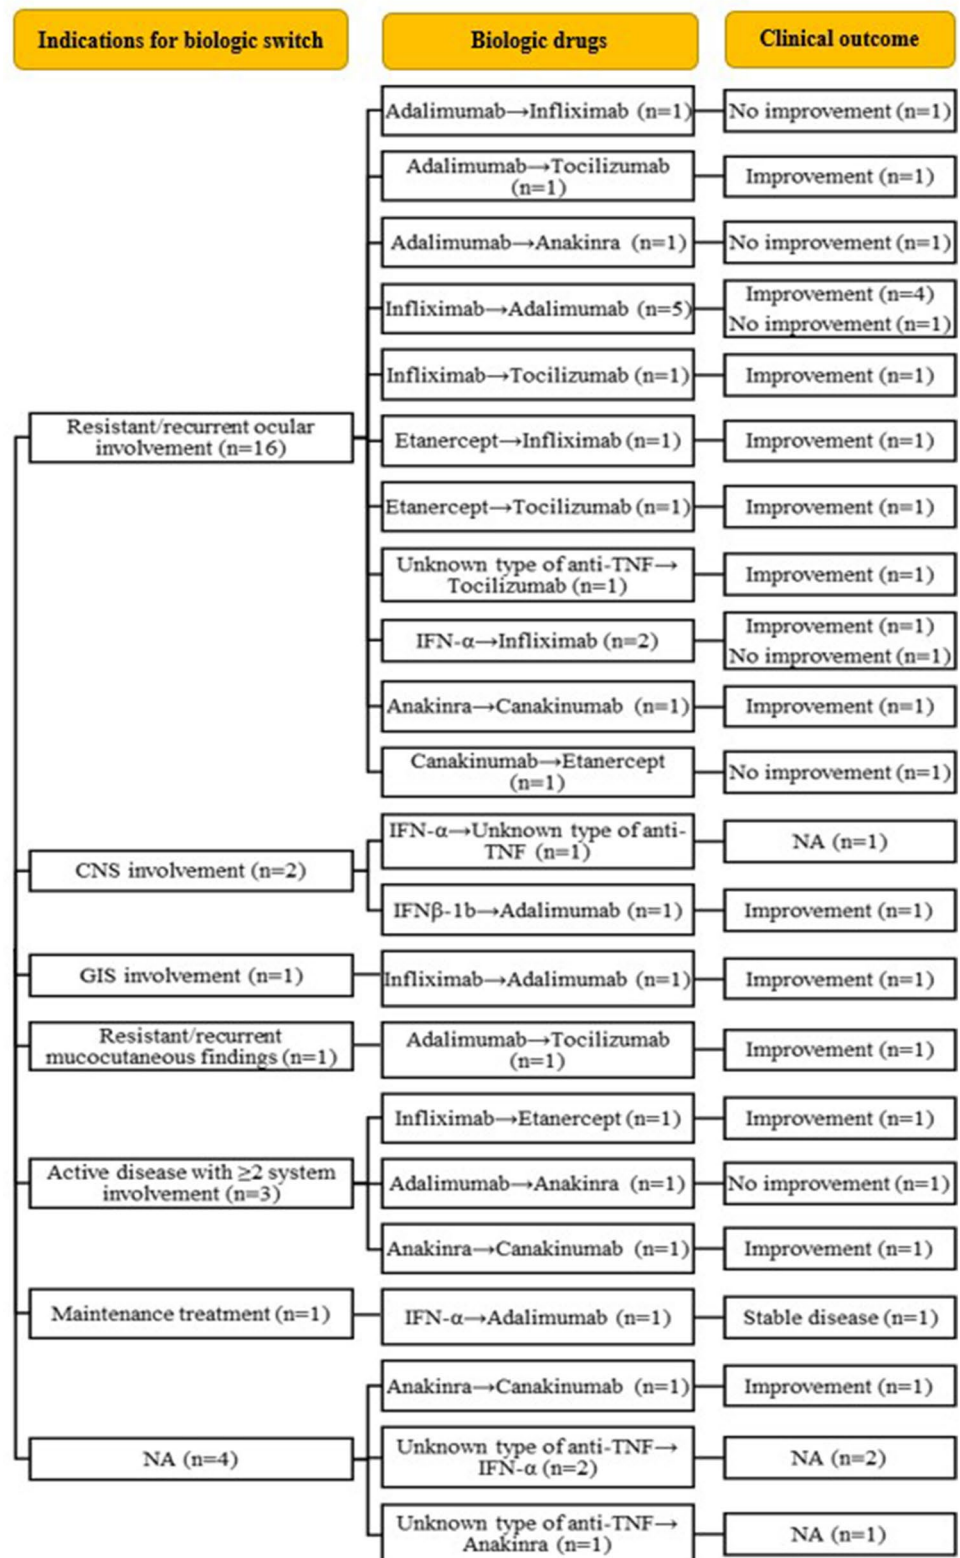 Indications for biologic switch
Biologic drugs
Clinical outcome
Resistant/recurrent ocular
involvement (n=16)
Adalimumab→Infliximab (n=1)
No improvement (n=1)
Adalimumab→Tocilizumab
(n=1)
Improvement (n=1)
Adalimumab→Anakinra (n=1)
No improvement (n=1)
Infliximab→Adalimumab (n=5)
Improvement (n=4)
No improvement (n=1)
Infliximab→Tocilizumab (n=1)
Improvement (n=1)
Etanercept→Infliximab (n=1)
Improvement (n=1)
Etanercept→Tocilizumab (n=1)
Improvement (n=1)
Unknown type of anti-TNF→
Tocilizumab (n=1)
Improvement (n=1)
IFN-α→Infliximab (n=2)
Improvement (n=1)
No improvement (n=1)
Anakinra→Canakinumab (n=1)
Improvement (n=1)
Canakinumab→Etanercept
(n=1)
No improvement (n=1)
CNS involvement (n=2)
IFN-α→Unknown type of anti-
TNF (n=1)
NA (n=1)
IFNβ-1b→Adalimumab (n=1)
Improvement (n=1)
GIS involvement (n=1)
Infliximab→Adalimumab (n=1)
Improvement (n=1)
Resistant/recurrent
mucocutaneous findings (n=1)
Adalimumab→Tocilizumab
(n=1)
Improvement (n=1)
Active disease with ≥2 system
involvement (n=3)
Infliximab→Etanercept (n=1)
Improvement (n=1)
Adalimumab→Anakinra (n=1)
No improvement (n=1)
Anakinra→Canakinumab (n=1)
Improvement (n=1)
Maintenance treatment (n=1)
IFN-α→Adalimumab (n=1)
Stable disease (n=1)
NA (n=4)
Anakinra→Canakinumab (n=1)
Improvement (n=1)
Unknown type of anti-TNF→
IFN-α (n=2)
NA (n=2)
Unknown type of anti-TNF→
Anakinra (n=1)
NA (n=1)